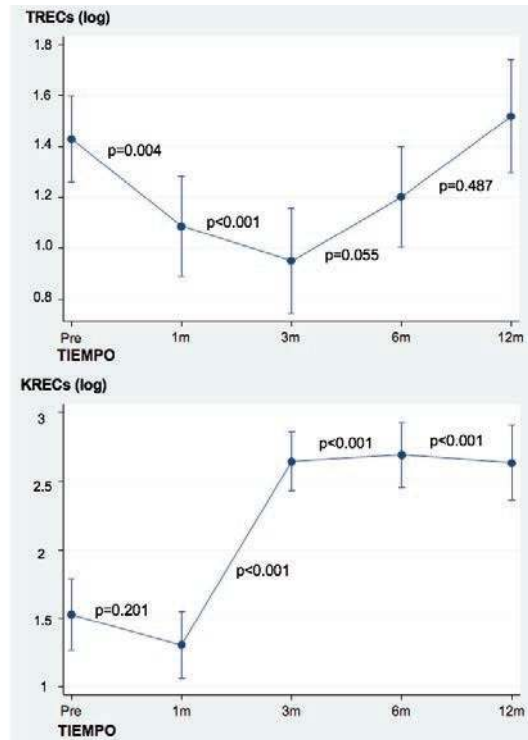 TRECs (log)
1.8
1.6
1.4
1.2
1.0
0.8
p=0.004
p<0.001
p=0.055
p=0.487
Pre 1m 3m 6m 12m
TIEMPO
KRECs (log)
3
2.5
2
1.5
1
p=0.201
p<0.001
p<0.001
p<0.001
Pre 1m 3m 6m 12m
TIEMPO